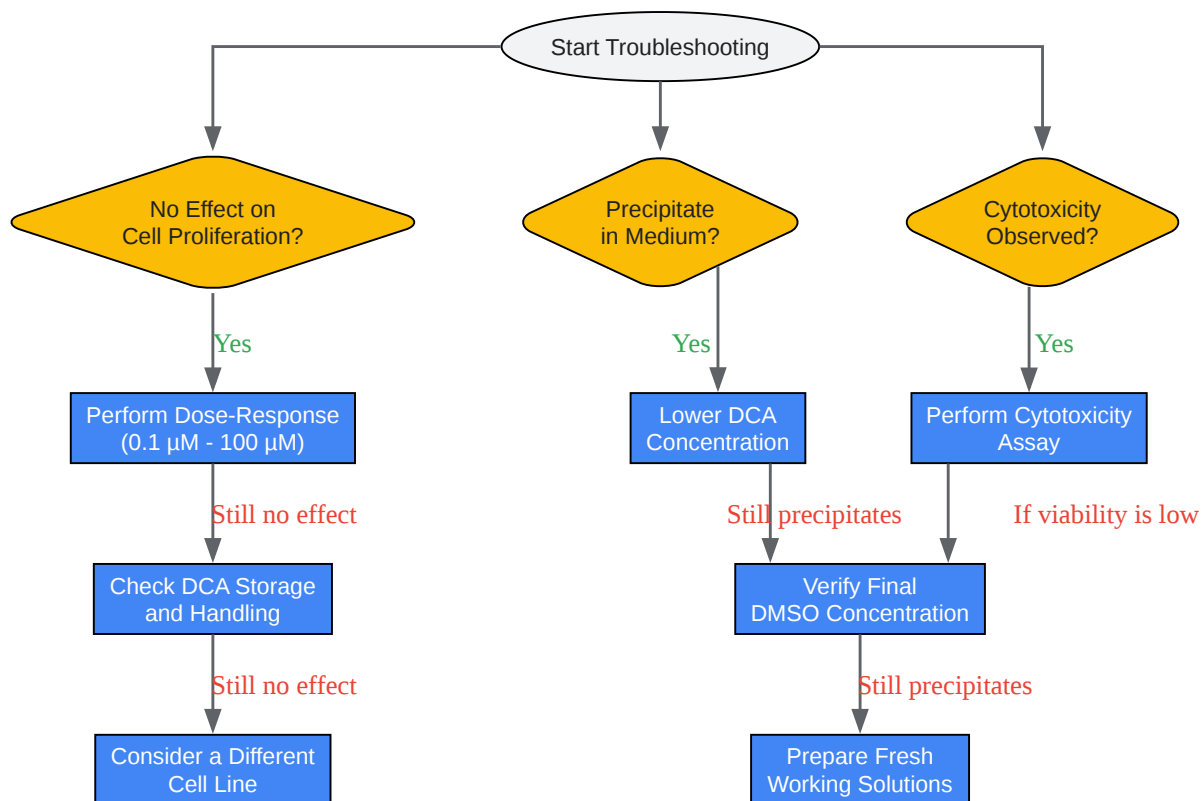 Start Troubleshooting
No Effect on
Cell Proliferation?
Precipitate
in Medium?
Cytotoxicity
Observed?
Yes
Yes
Yes
Perform Dose-Response
(0.1 µM - 100 µM)
Lower DCA
Concentration
Perform Cytotoxicity
Assay
Still no effect
Still precipitates
If viability is low
Check DCA Storage
and Handling
Verify Final
DMSO Concentration
Still no effect
Still precipitates
Consider a Different
Cell Line
Prepare Fresh
Working Solutions